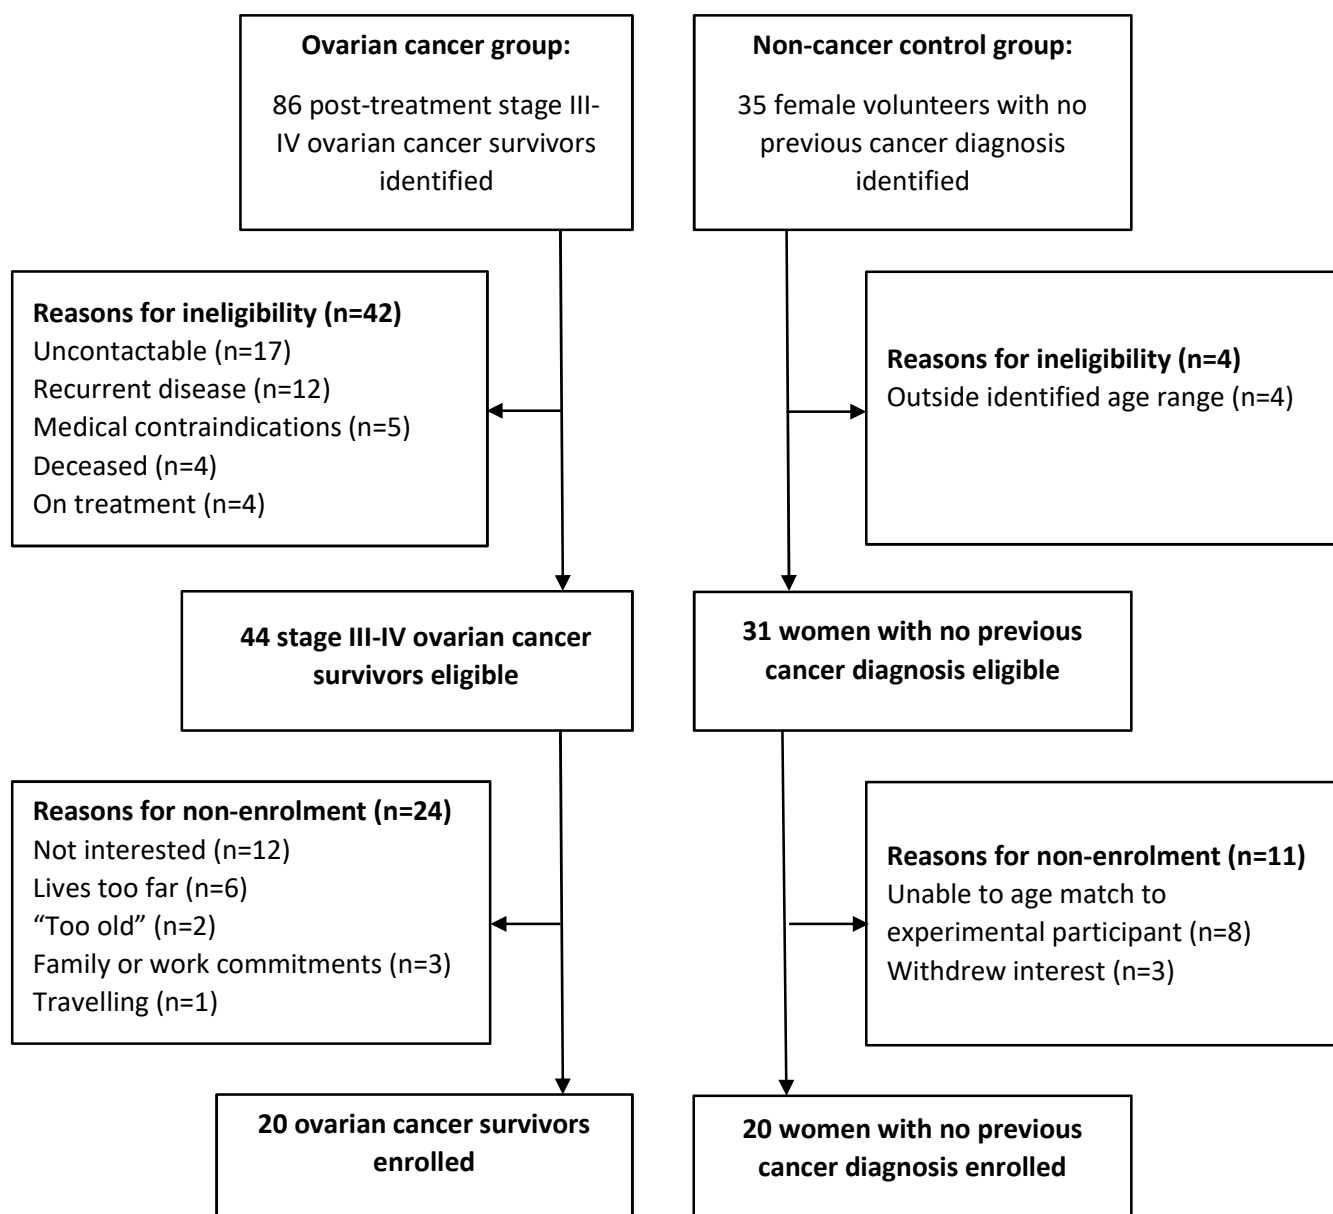 Ovarian cancer group:
86 post-treatment stage III-
IV ovarian cancer survivors
identified
Non-cancer control group:
35 female volunteers with no
previous cancer diagnosis
identified
Reasons for ineligibility (n=42)
Uncontactable (n=17)
Recurrent disease (n=12)
Medical contraindications (n=5)
Deceased (n=4)
On treatment (n=4)
Reasons for ineligibility (n=4)
Outside identified age range (n=4)
44 stage III-IV ovarian cancer
survivors eligible
31 women with no previous
cancer diagnosis eligible
Reasons for non-enrolment (n=24)
Not interested (n=12)
Lives too far (n=6)
“Too old” (n=2)
Family or work commitments (n=3)
Travelling (n=1)
Reasons for non-enrolment (n=11)
Unable to age match to
experimental participant (n=8)
Withdrew interest (n=3)
20 ovarian cancer survivors
enrolled
20 women with no previous
cancer diagnosis enrolled